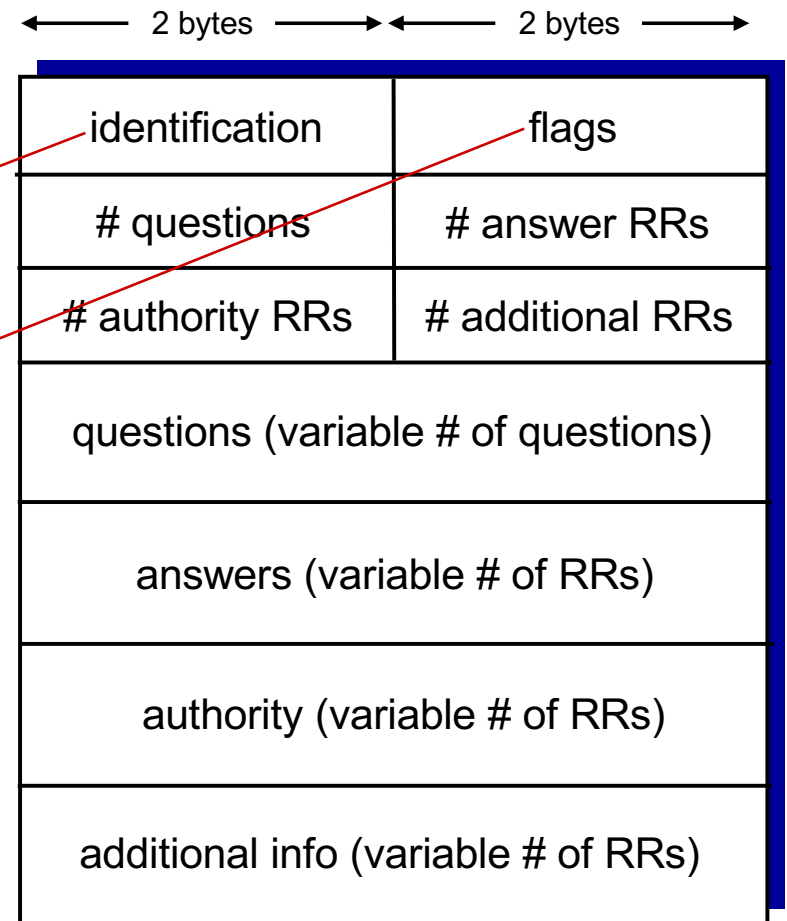 2 bytes 2 bytes
identification flags
# questions # answer RRs
# authority RRs # additional RRs
questions (variable # of questions)
answers (variable # of RRs)
authority (variable # of RRs)
additional info (variable # of RRs)